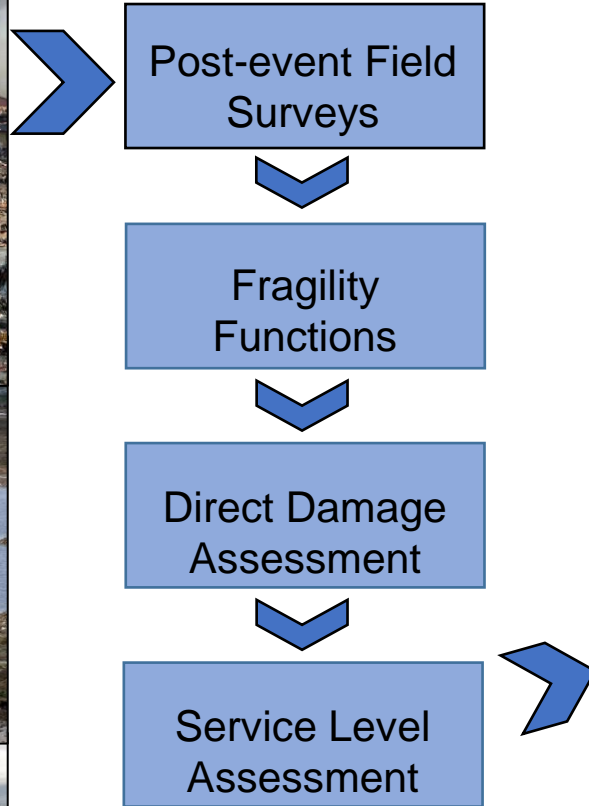 Post-event Field
Surveys
Fragility
Functions
Direct Damage
Assessment
Service Level
Assessment